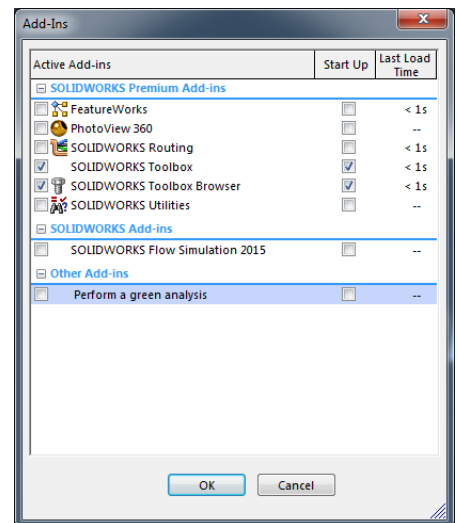 Add-Ins
Active Add-ins Start Up Last Load Time
SOLIDWORKS Premium Add-ins
FeatureWorks < 1s
PhotoView 360 --
SOLIDWORKS Routing < 1s
SOLIDWORKS Toolbox < 1s
SOLIDWORKS Toolbox Browser < 1s
SOLIDWORKS Utilities --
SOLIDWORKS Add-ins
SOLIDWORKS Flow Simulation 2015 --
Other Add-ins
Perform a green analysis --
OK Cancel